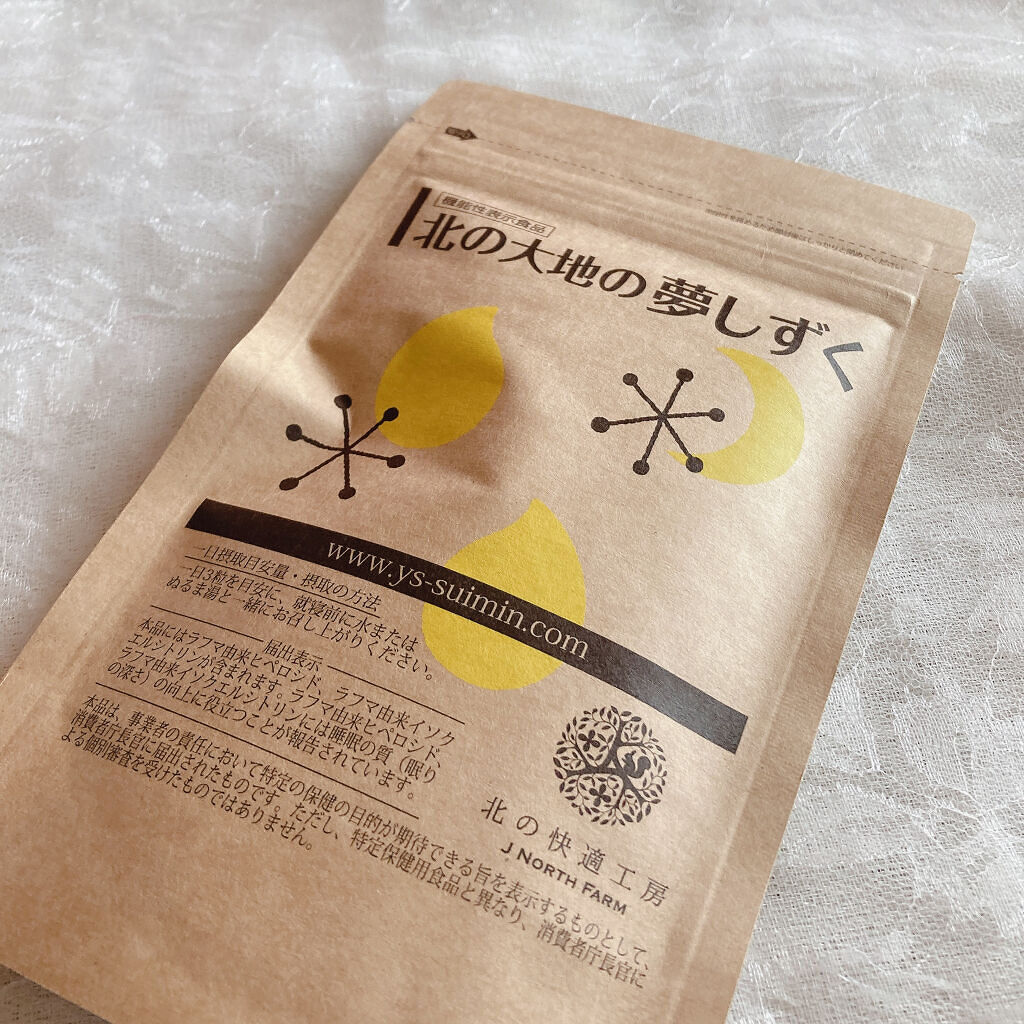 機能性表示食品
北の大地の夢しずく
www.ys-suimin.com
一日摂取目安量・摂取の方法
一日3粒を目安に、就寝前に水または
ぬるま湯と一緒にお召し上がりください。
届出表示
本品にはラフマ由来ヒペロシド、ラフマ由来イソク
エルシトリンが含まれます。ラフマ由来ヒペロシド、
ラフマ由来イソクエルシトリンには睡眠の質（眠り
の深さ）の向上に役立つことが報告されています。
本品は、事業者の責任において特定の保健の目的が期待できる旨を表示するものとして、
消費者庁長官に届出されたものです。ただし、特定保健用食品と異なり、消費者庁長官に
よる個別審査を受けたものではありません。
北の快適工房
J NORTH FARM